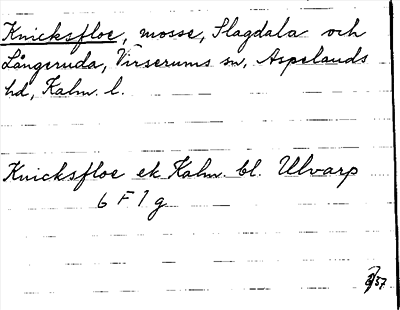 Knicksfloe, mosse, Slagdala och
Långeruda, Virserums sn, Aspelands
hd, Kalm. l.
Knicksfloe ek Kalm. bl. Ulvarp
6 F 1 g